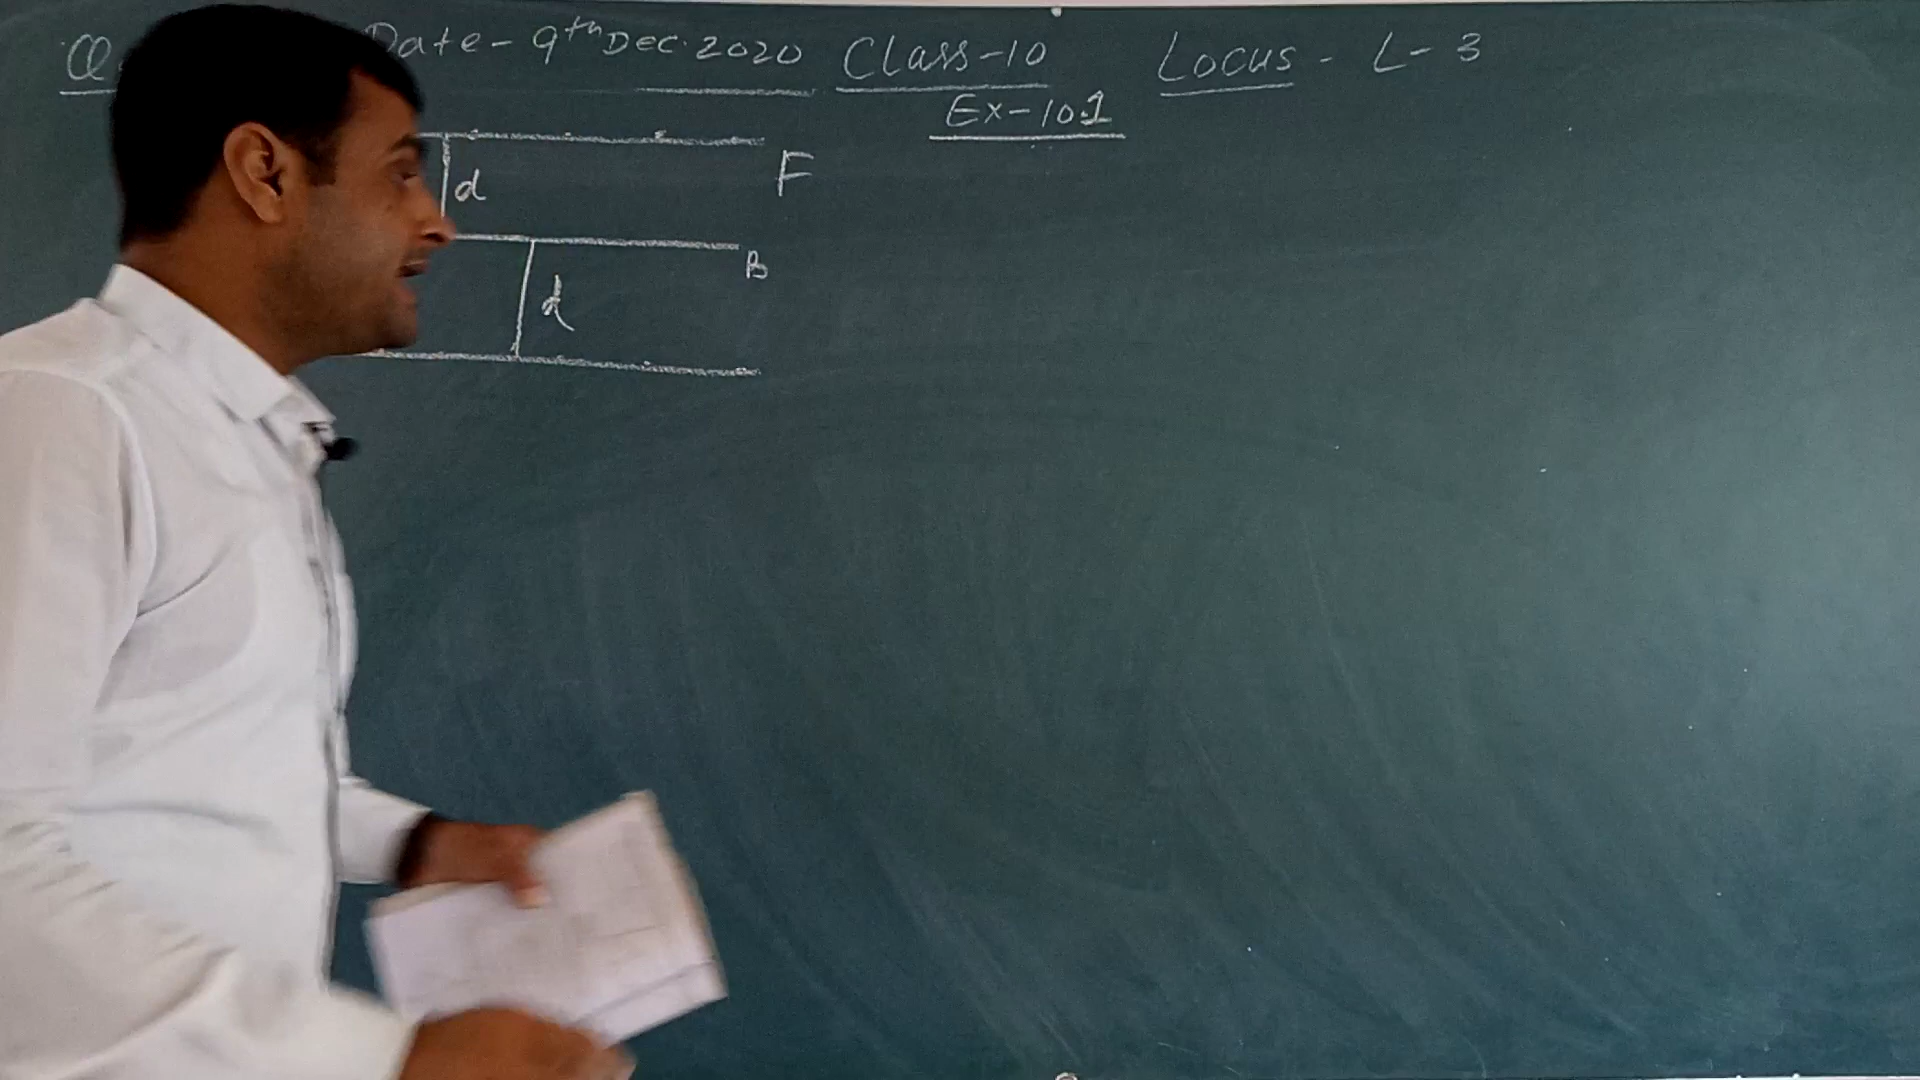 Q Date - 9th Dec. 2020 Class-10 Locus - L-3
Ex-10.1
d
F
B
d